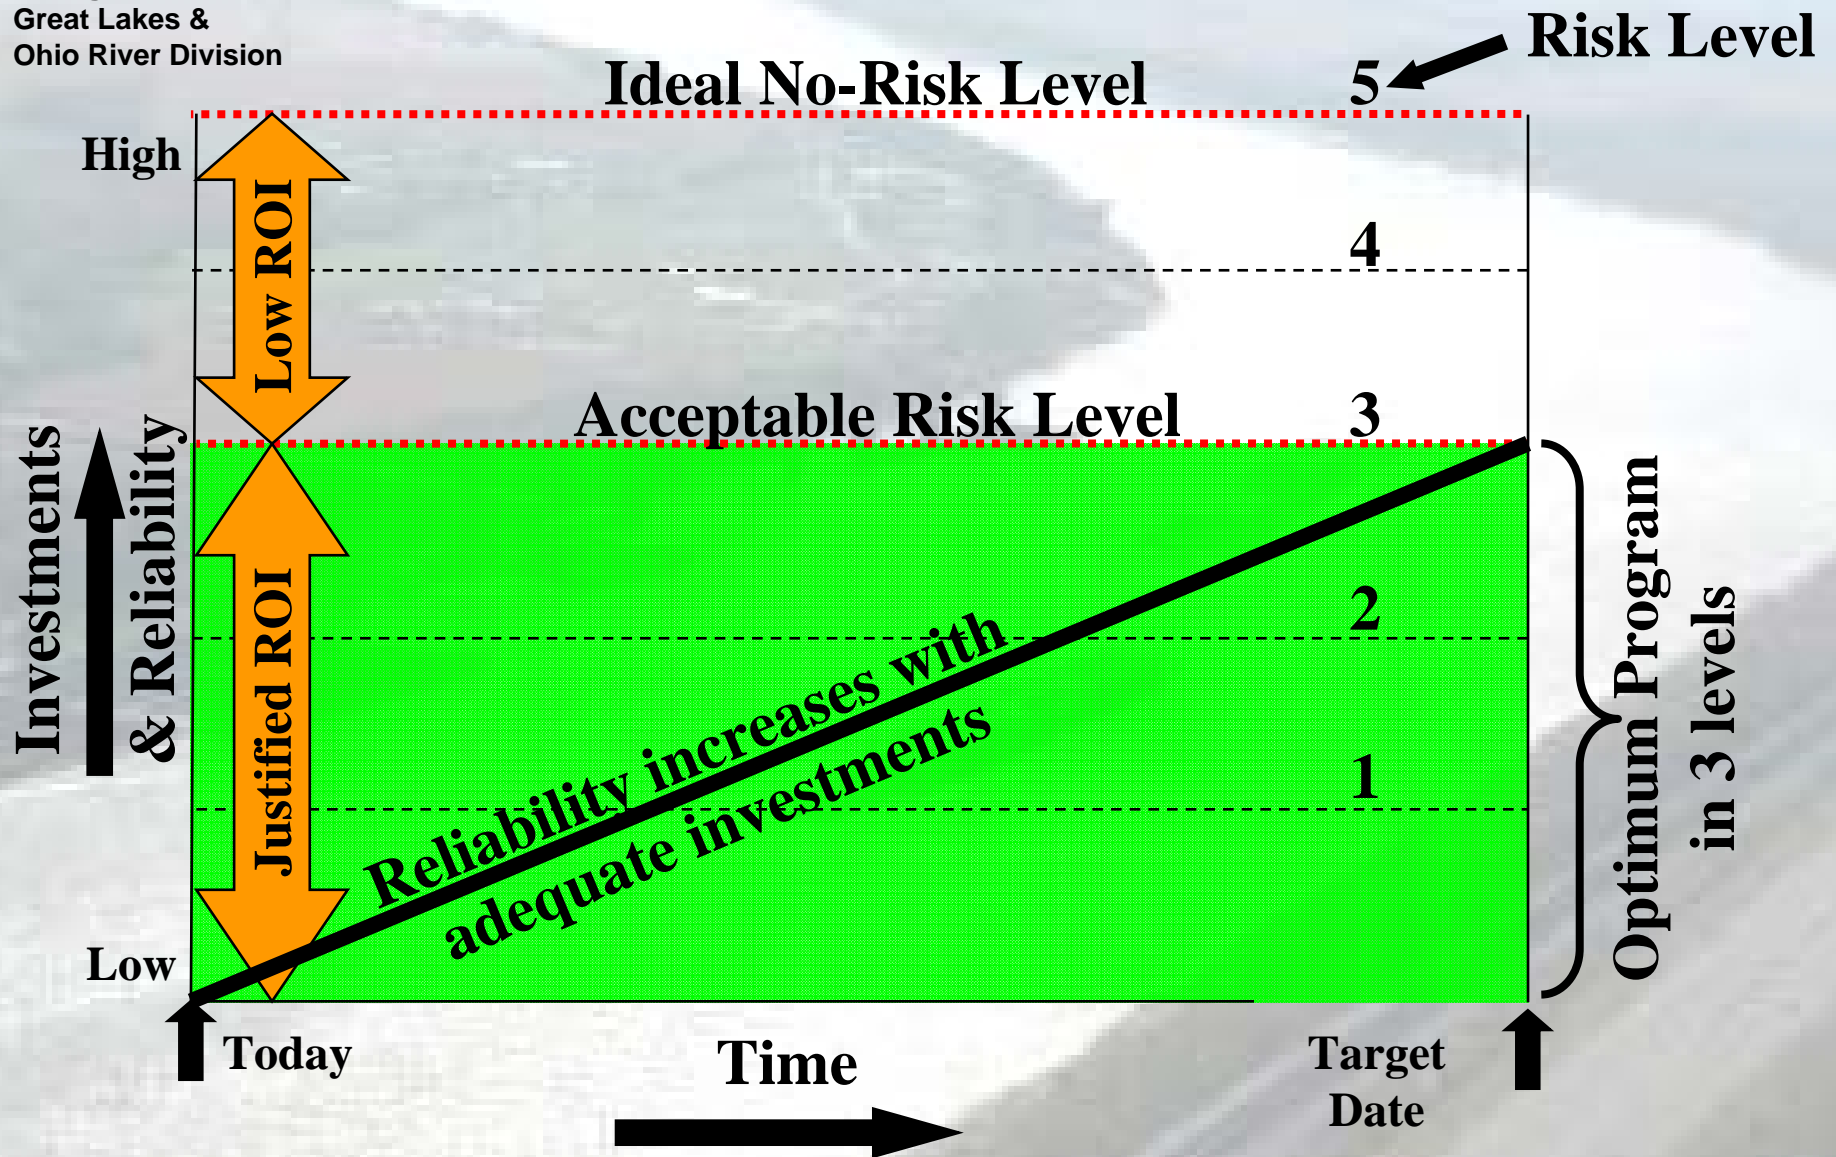 Great Lakes &
Ohio River Division
Risk Level
Ideal No-Risk Level
5
High
Low ROI
4
Acceptable Risk Level
3
Investments
& Reliability
Justified ROI
2
Reliability increases with
adequate investments
1
Optimum Program
in 3 levels
Low
Today
Time
Target
Date